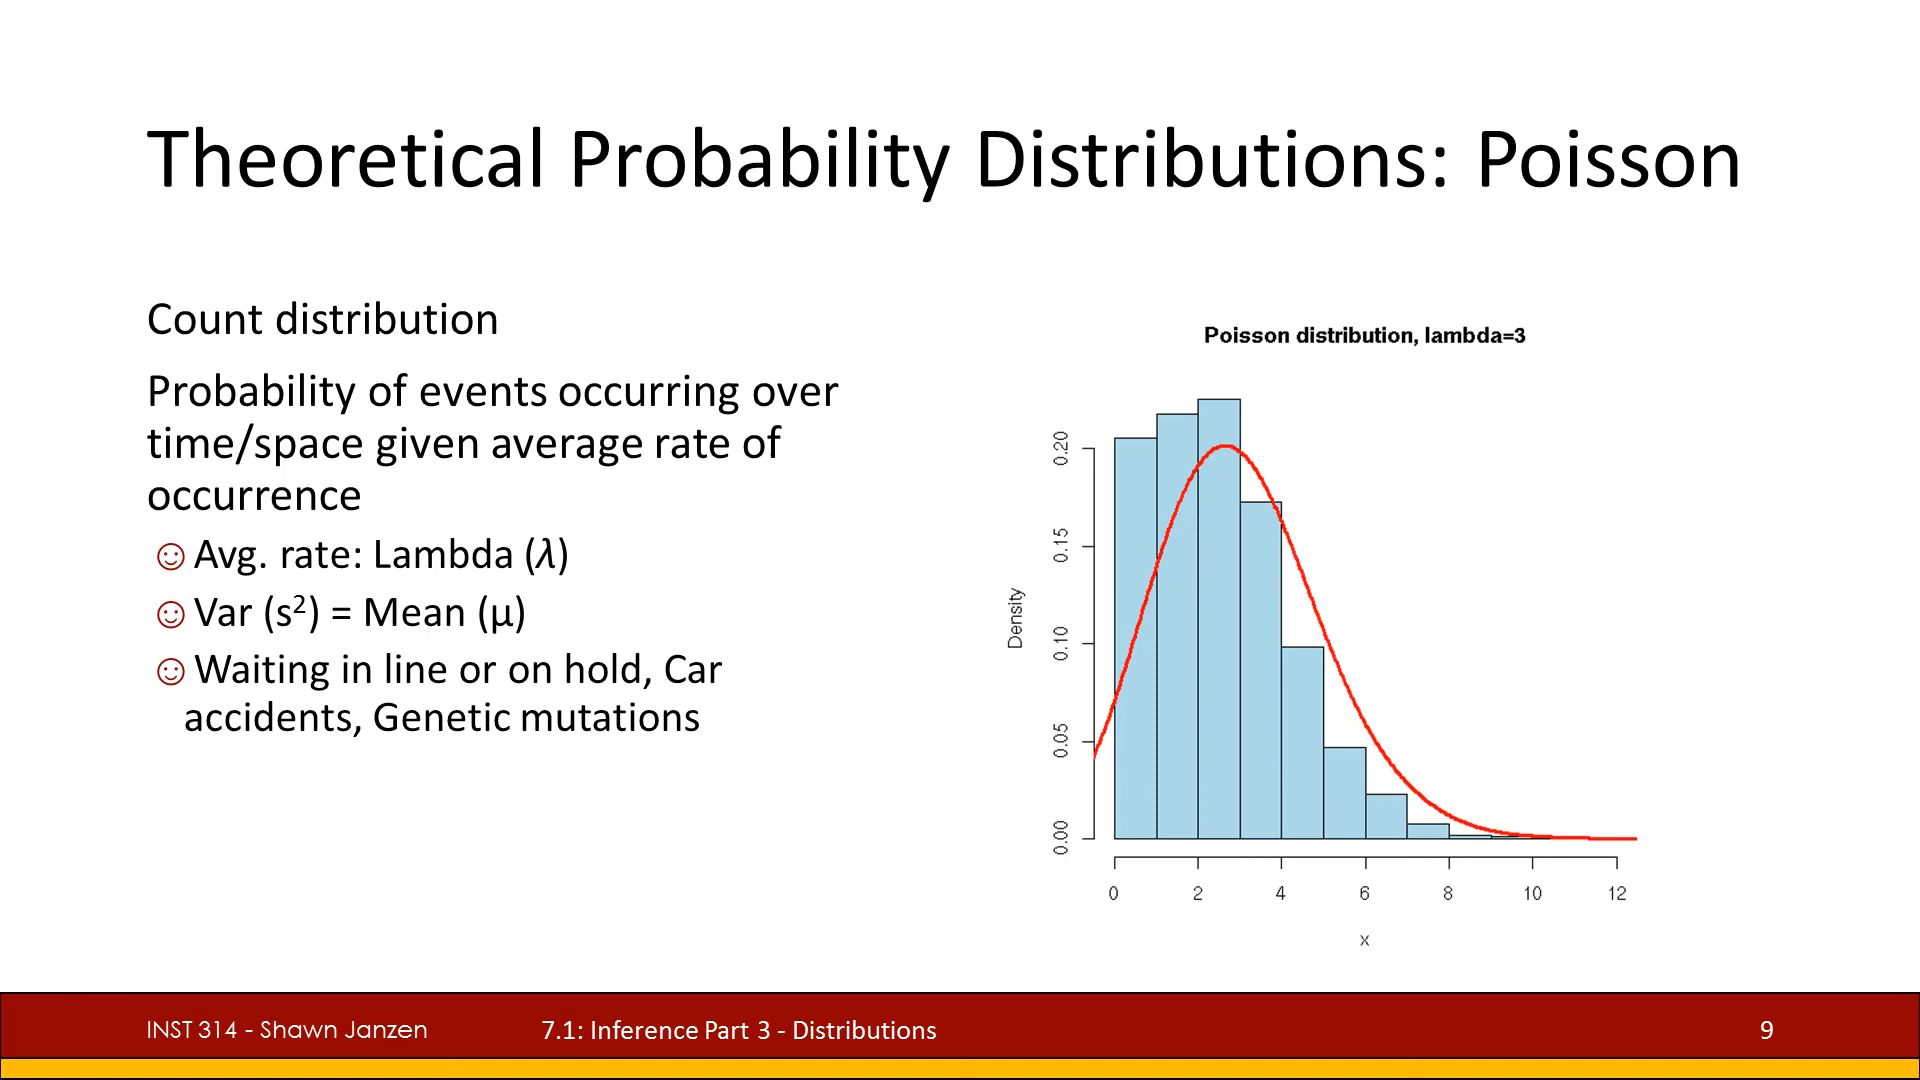 Theoretical Probability Distributions: Poisson
Count distribution
Probability of events occurring over
time/space given average rate of
occurrence
Avg. rate: Lambda (λ)
Var (s²) = Mean (µ)
Waiting in line or on hold, Car
accidents, Genetic mutations
Poisson distribution, lambda=3
Density
0.20
0.15
0.10
0.05
0.00
0 2 4 6 8 10 12
x
INST 314 - Shawn Janzen 7.1: Inference Part 3 - Distributions 9